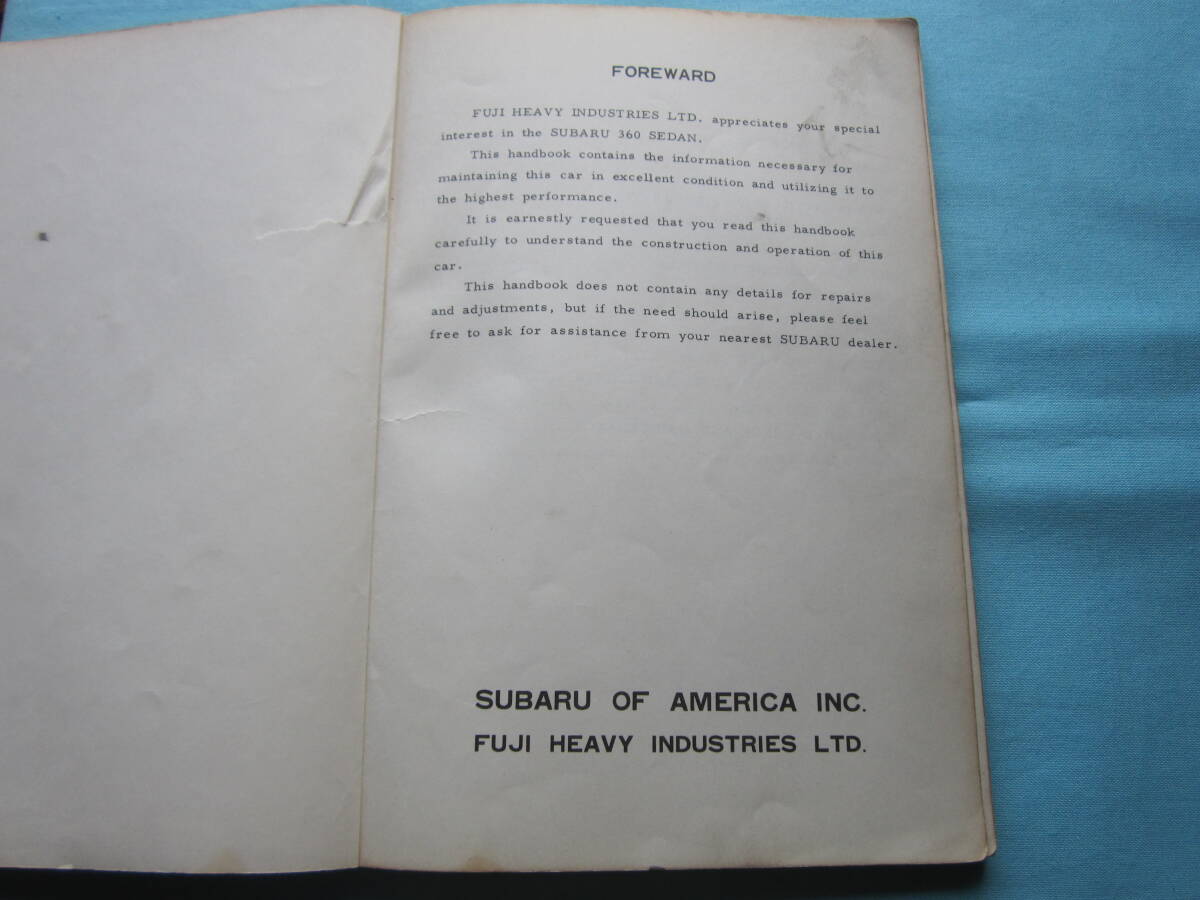 FOREWARD
FUJI HEAVY INDUSTRIES LTD. appreciates your special
interest in the SUBARU 360 SEDAN.
This handbook contains the information necessary for
maintaining this car in excellent condition and utilizing it to
the highest performance.
It is earnestly requested that you read this handbook
carefully to understand the construction and operation of this
car.
This handbook does not contain any details for repairs
and adjustments, but if the need should arise, please feel
free to ask for assistance from your nearest SUBARU dealer.
SUBARU OF AMERICA INC.
FUJI HEAVY INDUSTRIES LTD.